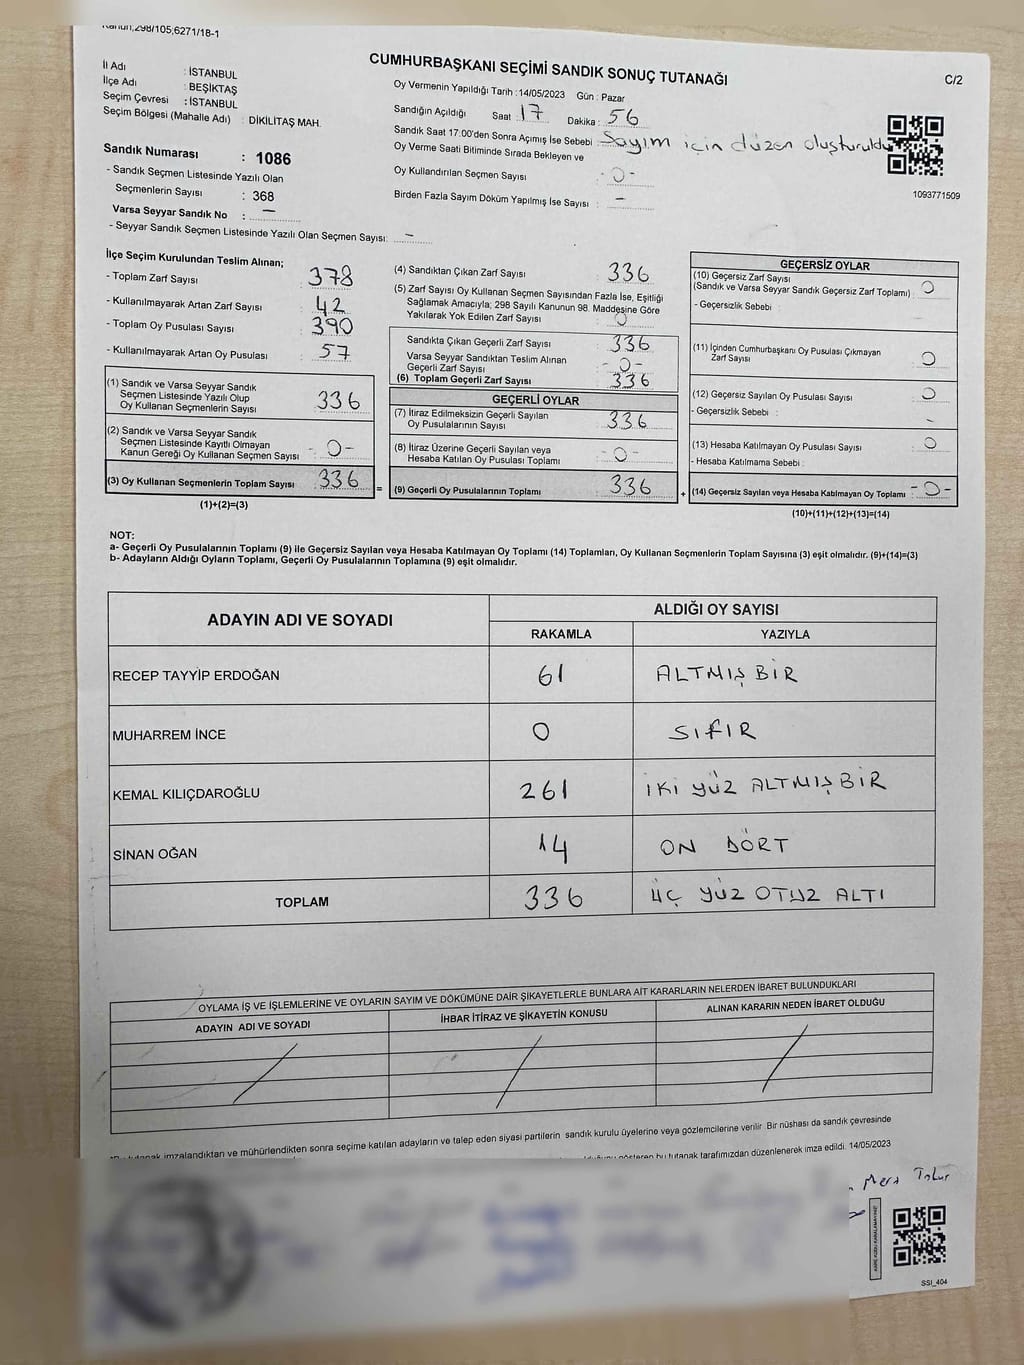 Kanun,298/105,6271/18-1
CUMHURBAŞKANI SEÇİMİ SANDIK SONUÇ TUTANAĞI
C/2
İl Adı : İSTANBUL
İlçe Adı : BEŞİKTAŞ
Seçim Çevresi : İSTANBUL
Seçim Bölgesi (Mahalle Adı) : DİKİLİTAŞ MAH.
Sandık Numarası : 1086
- Sandık Seçmen Listesinde Yazılı Olan
Seçmenlerin Sayısı : 368
Varsa Seyyar Sandık No : —
- Seyyar Sandık Seçmen Listesinde Yazılı Olan Seçmen Sayısı: —
Oy Vermenin Yapıldığı Tarih : 14/05/2023 Gün : Pazar
Sandığın Açıldığı Saat : 17 Dakika : 56
Sandık Saat 17:00'den Sonra Açımış İse Sebebi : Sayım için düzen oluşturuldu
Oy Verme Saati Bitiminde Sırada Bekleyen ve
Oy Kullandırılan Seçmen Sayısı : -0-
Birden Fazla Sayım Döküm Yapılmış İse Sayısı : —
1093771509
İlçe Seçim Kurulundan Teslim Alınan;
- Toplam Zarf Sayısı : 378
- Kullanılmayarak Artan Zarf Sayısı : 42
- Toplam Oy Pusulası Sayısı : 390
- Kullanılmayarak Artan Oy Pusulası : 57
(1) Sandık ve Varsa Seyyar Sandık
Seçmen Listesinde Yazılı Olup
Oy Kullanan Seçmenlerin Sayısı : 336
(2) Sandık ve Varsa Seyyar Sandık
Seçmen Listesinde Kayıtlı Olmayan
Kanun Gereği Oy Kullanan Seçmen Sayısı : -0-
(3) Oy Kullanan Seçmenlerin Toplam Sayısı : 336
(1)+(2)=(3)
=
(4) Sandıktan Çıkan Zarf Sayısı : 336
(5) Zarf Sayısı Oy Kullanan Seçmen Sayısından Fazla İse, Eşitliği
Sağlamak Amacıyla; 298 Sayılı Kanunun 98. Maddesine Göre
Yakılarak Yok Edilen Zarf Sayısı : 0
Sandıkta Çıkan Geçerli Zarf Sayısı : 336
Varsa Seyyar Sandıktan Teslim Alınan
Geçerli Zarf Sayısı : -0-
(6) Toplam Geçerli Zarf Sayısı : 336
GEÇERLİ OYLAR
(7) İtiraz Edilmeksizin Geçerli Sayılan
Oy Pusulalarının Sayısı : 336
(8) İtiraz Üzerine Geçerli Sayılan veya
Hesaba Katılan Oy Pusulası Toplamı : -0-
(9) Geçerli Oy Pusulalarının Toplamı : 336
+
GEÇERSİZ OYLAR
(10) Geçersiz Zarf Sayısı
(Sandık ve Varsa Seyyar Sandık Geçersiz Zarf Toplamı) : 0
- Geçersizlik Sebebi :
(11) İçinden Cumhurbaşkanı Oy Pusulası Çıkmayan
Zarf Sayısı : 0
(12) Geçersiz Sayılan Oy Pusulası Sayısı : 0
- Geçersizlik Sebebi : -
(13) Hesaba Katılmayan Oy Pusulası Sayısı : 0
- Hesaba Katılmama Sebebi :
(14) Geçersiz Sayılan veya Hesaba Katılmayan Oy Toplamı : -0-
(10)+(11)+(12)+(13)=(14)
NOT:
a- Geçerli Oy Pusulalarının Toplamı (9) ile Geçersiz Sayılan veya Hesaba Katılmayan Oy Toplamı (14) Toplamları, Oy Kullanan Seçmenlerin Toplam Sayısına (3) eşit olmalıdır. (9)+(14)=(3)
b- Adayların Aldığı Oyların Toplamı, Geçerli Oy Pusulalarının Toplamına (9) eşit olmalıdır.
ADAYIN ADI VE SOYADI ALDIĞI OY SAYISI
RAKAMLA YAZIYLA
RECEP TAYYİP ERDOĞAN 61 ALTMIŞ BİR
MUHARREM İNCE 0 SIFIR
KEMAL KILIÇDAROĞLU 261 İKİ YÜZ ALTMIŞ BİR
SİNAN OĞAN 14 ON DÖRT
TOPLAM 336 ÜÇ YÜZ OTUZ ALTI
OYLAMA İŞ VE İŞLEMLERİNE VE OYLARIN SAYIM VE DÖKÜMÜNE DAİR ŞİKAYETLERLE BUNLARA AİT KARARLARIN NELERDEN İBARET BULUNDUKLARI
ADAYIN ADI VE SOYADI İHBAR İTİRAZ VE ŞİKAYETİN KONUSU ALINAN KARARIN NEDEN İBARET OLDUĞU
tutanak imzalandıktan ve mühürlendikten sonra seçime katılan adayların ve talep eden siyasi partilerin sandık kurulu üyelerine veya gözlemcilerine verilir. Bir nüshası da sandık çevresinde
gösteren bu tutanak tarafımızdan düzenlenerek imza edildi. 14/05/2023
Mert
SSI_404